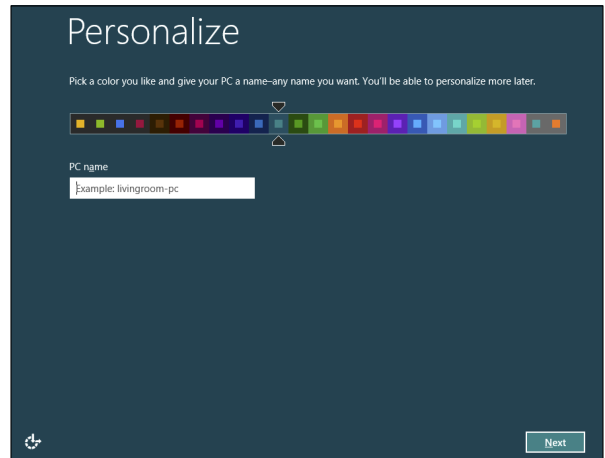 Personalize
Pick a color you like and give your PC a name–any name you want. You'll be able to personalize more later.
PC name
Example: livingroom-pc
Next